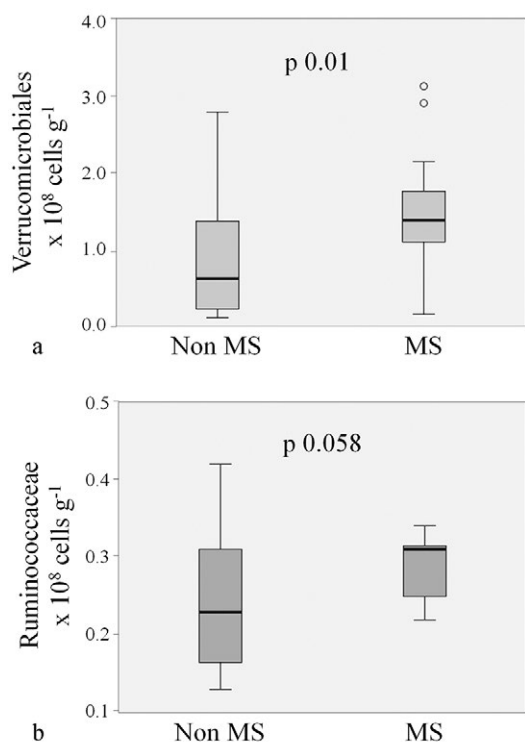 4.0
p 0.01
3.0
2.0
1.0
0.0
Verrucomicrobiales
x 10⁸ cells g⁻¹
a
Non MS
MS
0.5
p 0.058
0.4
0.3
0.2
0.1
Ruminococcaceae
x 10⁸ cells g⁻¹
b
Non MS
MS